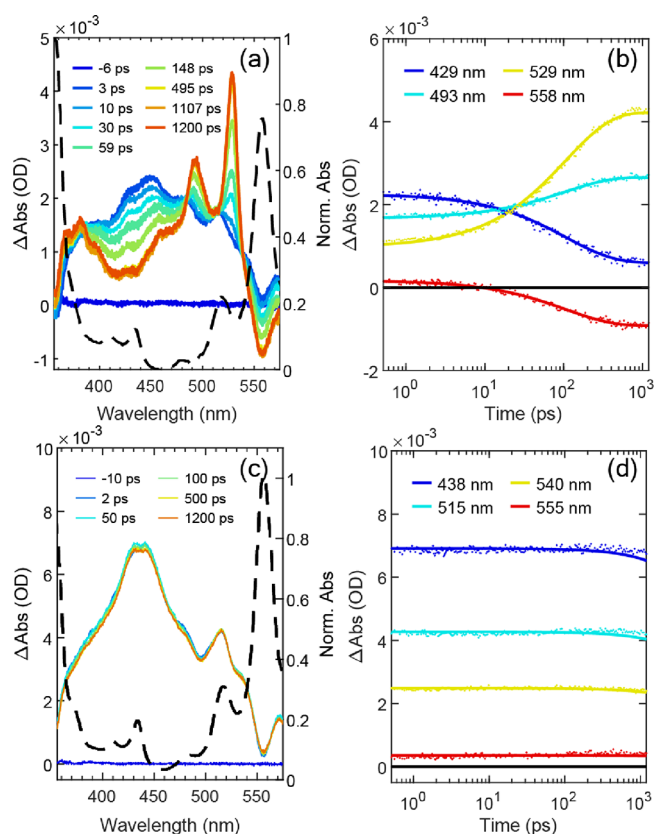 × 10⁻³
(a)
-6 ps 148 ps
3 ps 495 ps
10 ps 1107 ps
30 ps 1200 ps
59 ps
5
4
3
2
1
0
-1
ΔAbs (OD)
1
0.8
0.6
0.4
0.2
0
Norm. Abs
400 450 500 550
Wavelength (nm)
× 10⁻³
(b)
429 nm 529 nm
493 nm 558 nm
6
4
2
0
-2
ΔAbs (OD)
10⁰ 10¹ 10² 10³
Time (ps)
× 10⁻³
(c)
-10 ps 100 ps
2 ps 500 ps
50 ps 1200 ps
10
8
6
4
2
0
ΔAbs (OD)
1
0.8
0.6
0.4
0.2
0
Norm. Abs
400 450 500 550
Wavelength (nm)
× 10⁻³
(d)
438 nm 540 nm
515 nm 555 nm
10
8
6
4
2
0
ΔAbs (OD)
10⁰ 10¹ 10² 10³
Time (ps)